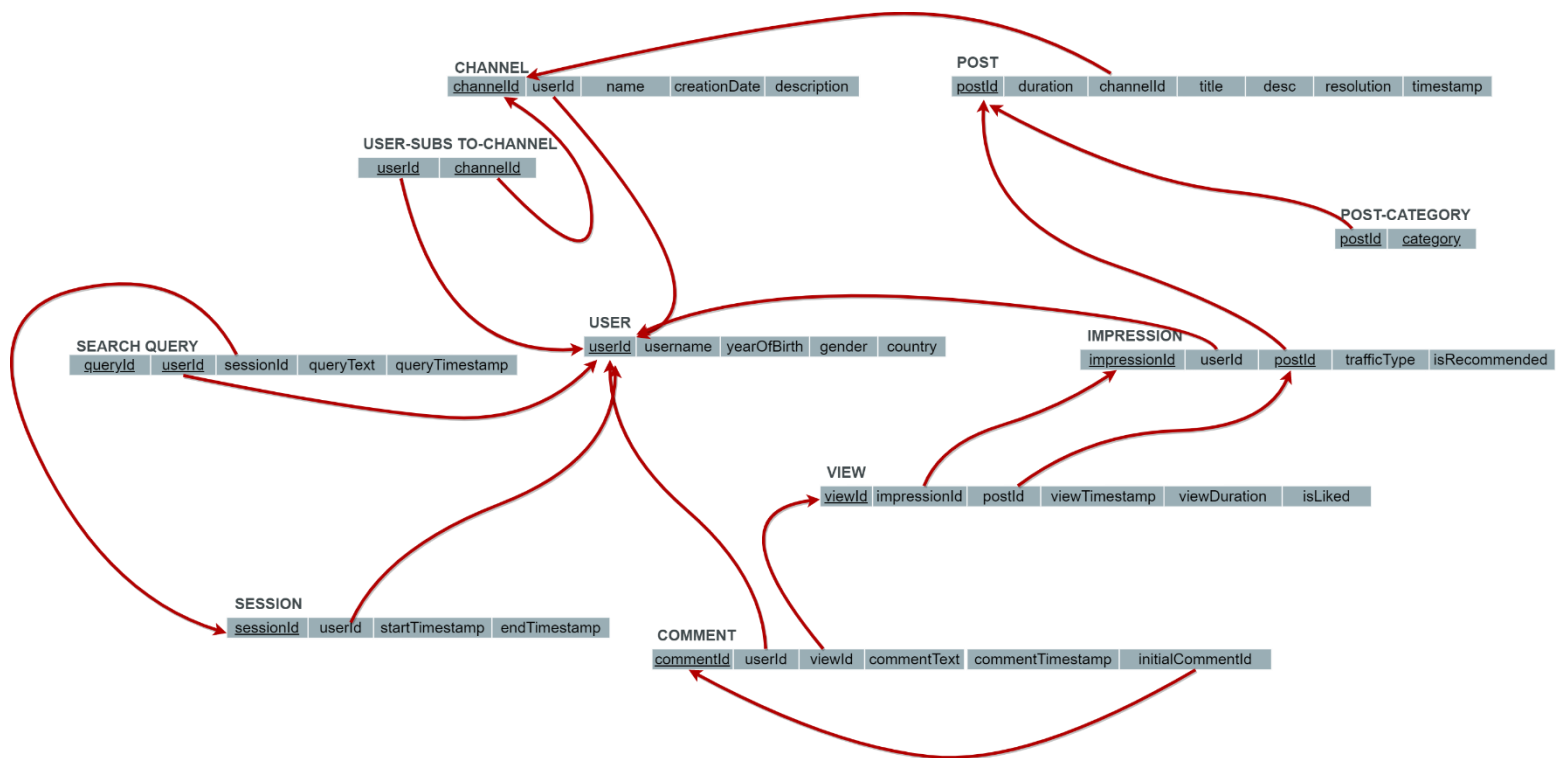 CHANNEL
channelId userId name creationDate description
POST
postId duration channelId title desc resolution timestamp
USER-SUBS TO-CHANNEL
userId channelId
POST-CATEGORY
postId category
USER
userId username yearOfBirth gender country
SEARCH QUERY
queryId userId sessionId queryText queryTimestamp
IMPRESSION
impressionId userId postId trafficType isRecommended
VIEW
viewId impressionId postId viewTimestamp viewDuration isLiked
SESSION
sessionId userId startTimestamp endTimestamp
COMMENT
commentId userId viewId commentText commentTimestamp initialCommentId